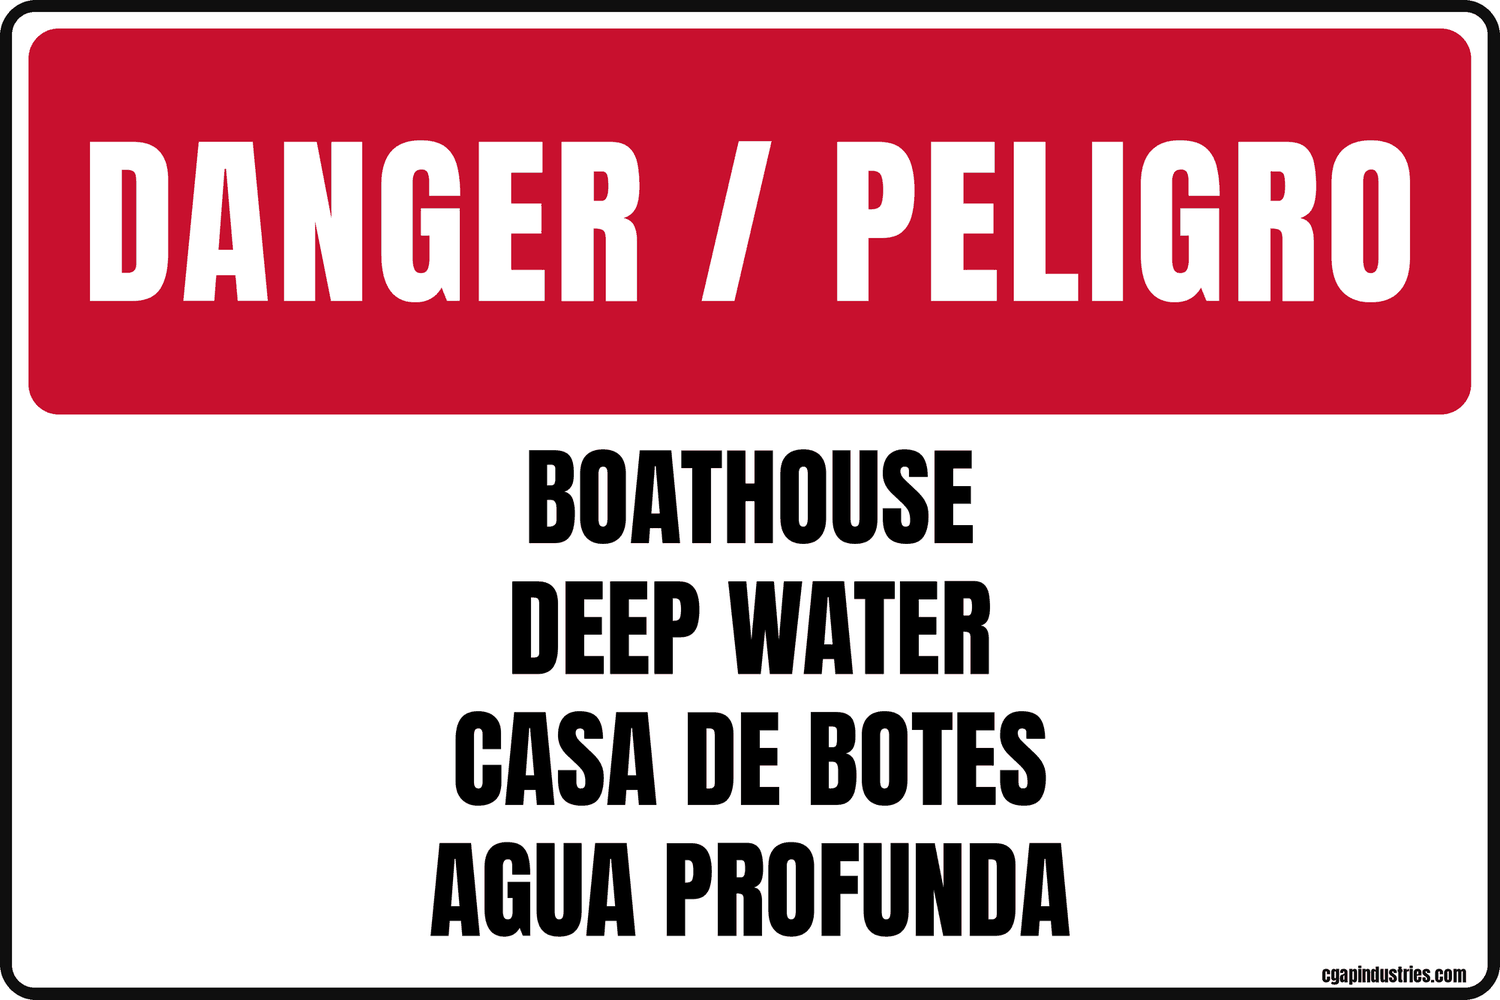 DANGER / PELIGRO
BOATHOUSE
DEEP WATER
CASA DE BOTES
AGUA PROFUNDA
cgapindustries.com